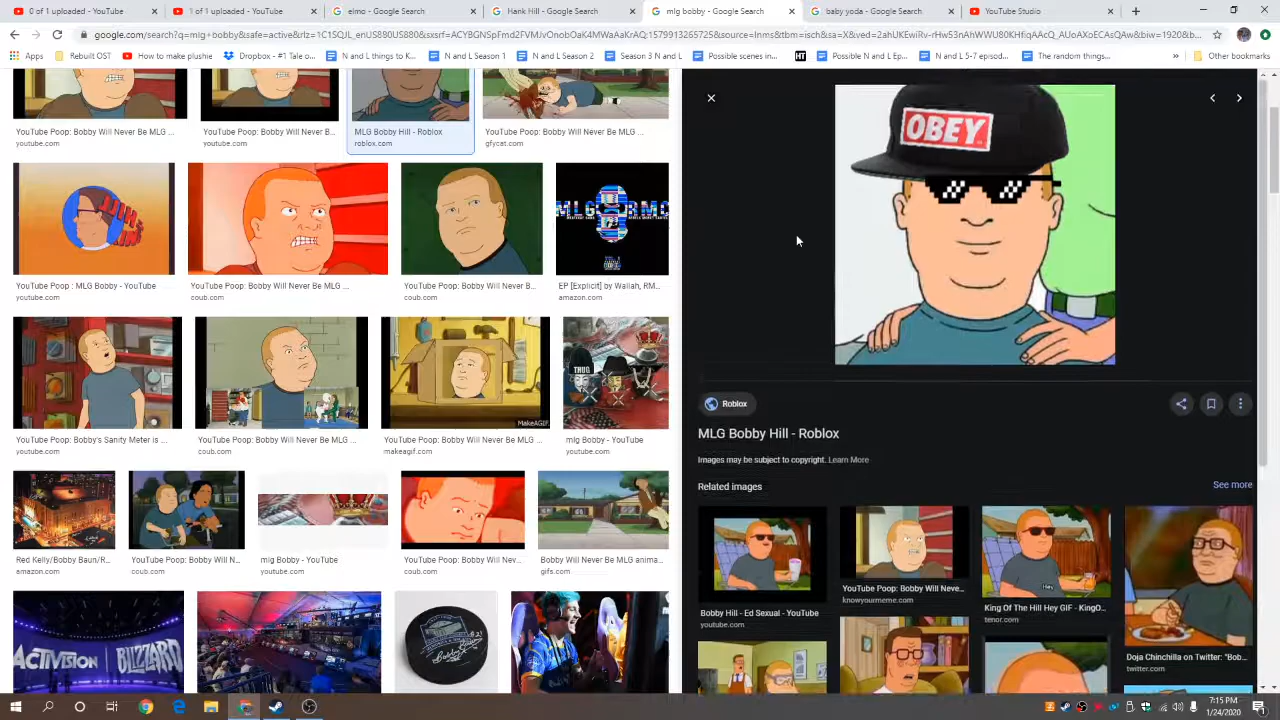 0 of 1 uploaded - YouTube
1 of 1 uploaded - YouTube
elmo - Google Search
Hank Hill - Google Search
mlg bobby - Google Search
baby yoda - Google Search
YouTube Studio
Apps
Rebuilt OST
Dropbox - #1 Tale o...
N and L things to K...
Season 2 N and L
Season 3 N and L
Possible scenes in...
HT
Possible N and L Ep...
N and L 5-7 episod...
The random things...
Other bookmarks
YouTube Poop: Bobby Will Never Be MLG ...
youtube.com
YouTube Poop: Bobby Will Never B...
youtube.com
MLG Bobby Hill - Roblox
roblox.com
YouTube Poop: Bobby Will Never Be MLG ...
gfycat.com
YouTube Poop : MLG Bobby - YouTube
youtube.com
YouTube Poop: Bobby Will Never Be MLG ...
coub.com
YouTube Poop: Bobby Will Never B...
coub.com
EP [Explicit] by Wallah, RM...
amazon.com
YouTube Poop: Bobby's Sanity Meter is ...
youtube.com
YouTube Poop: Bobby Will Never Be MLG ...
coub.com
MakeAGIF
YouTube Poop: Bobby Will Never Be MLG ...
makeagif.com
THUG
mlg Bobby - YouTube
youtube.com
Red Kelly/Bobby Baun/R...
amazon.com
YouTube Poop: Bobby Will N...
coub.com
mlg Bobby - YouTube
youtube.com
YouTube Poop: Bobby Will Nev...
coub.com
Bobby Will Never Be MLG anima...
gifs.com
ACTIVISION
BLIZZARD
OBEY
Roblox
MLG Bobby Hill - Roblox
Images may be subject to copyright. Learn More
Related images
See more
Bobby Hill - Ed Sexual - YouTube
youtube.com
YouTube Poop: Bobby Will Neve...
knowyourmeme.com
Hey
King Of The Hill Hey GIF - KingO...
tenor.com
Doja Chinchilla on Twitter: "Bob...
twitter.com
7:15 PM
1/24/2020